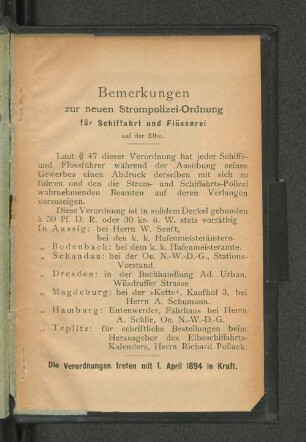 Bemerkungen
zur neuen Strompolizei-Ordnung
für Schiffahrt und Flösserei
auf der Elbe.
Laut § 47 dieser Verordnung hat jeder Schiffs-
und Flossführer während der Ausübung seines
Gewerbes einen Abdruck derselben mit sich zu
führen und den die Strom- und Schiffahrts-Polizei
wahrnehmenden Beamten auf deren Verlangen
vorzuzeigen.
Diese Verordnung ist in solidem Deckel gebunden
à 50 Pf. D. R. oder 30 kr. ö. W. stets vorräthig
In Aussig: bei Herrn W. Senft,
bei den k. k. Hafenmeisterämtern.
„ Bodenbach: bei dem k. k. Hafenmeisteramte.
„ Schandau: bei der Oe. N.-W.-D.-G., Stations-
Vorstand.
„ Dresden: in der Buchhandlung Ad. Urban,
Wilsdruffer Strasse
„ Magdeburg: bei der »Kette«, Kaufhof 3, bei
Herrn A. Schumann.
„ Hamburg: Entenwerder, Fährhaus bei Herrn
A. Schlie, Oe. N.-W.-D.-G.
„ Teplitz: für schriftliche Bestellungen beim
Herausgeber des Elbeschiffahrts-
Kalenders, Herrn Richard Pollack.
Die Verordnungen treten mit 1. April 1894 in Kraft.